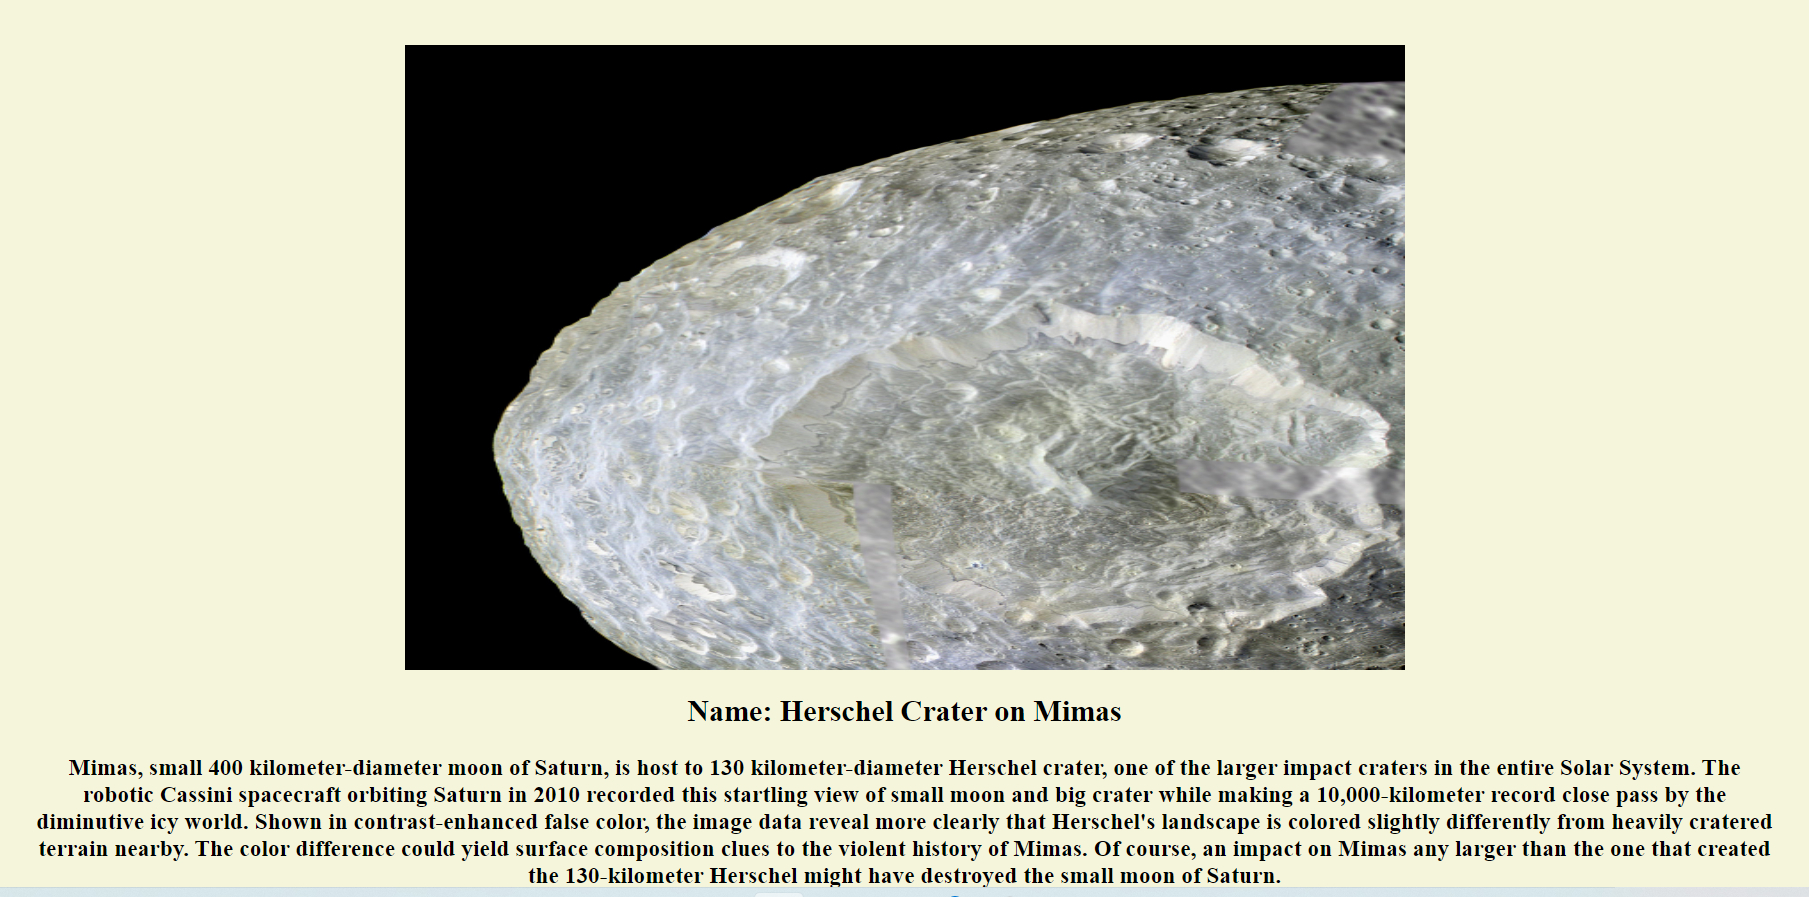 Name: Herschel Crater on Mimas
Mimas, small 400 kilometer-diameter moon of Saturn, is host to 130 kilometer-diameter Herschel crater, one of the larger impact craters in the entire Solar System. The
robotic Cassini spacecraft orbiting Saturn in 2010 recorded this startling view of small moon and big crater while making a 10,000-kilometer record close pass by the
diminutive icy world. Shown in contrast-enhanced false color, the image data reveal more clearly that Herschel's landscape is colored slightly differently from heavily cratered
terrain nearby. The color difference could yield surface composition clues to the violent history of Mimas. Of course, an impact on Mimas any larger than the one that created
the 130-kilometer Herschel might have destroyed the small moon of Saturn.